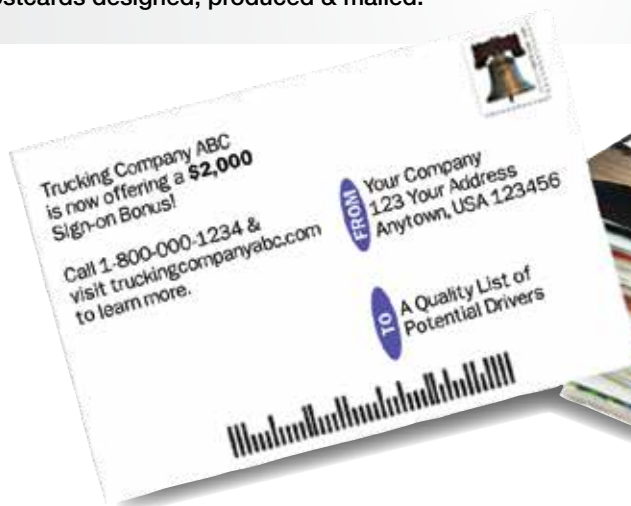 designed, produced & mailed.
Trucking Company ABC
is now offering a $2,000
Sign-on Bonus!
Call 1-800-000-1234 &
visit truckingcompanyabc.com
to learn more.
FROM
Your Company
123 Your Address
Anytown, USA 123456
TO
A Quality List of
Potential Drivers